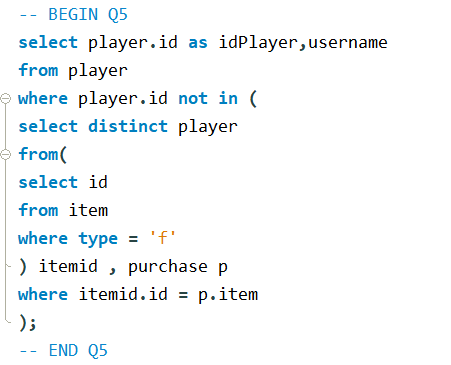 -- BEGIN Q5
select player.id as idPlayer,username
from player
where player.id not in (
select distinct player
from(
select id
from item
where type = 'f'
) itemid , purchase p
where itemid.id = p.item
);
-- END Q5